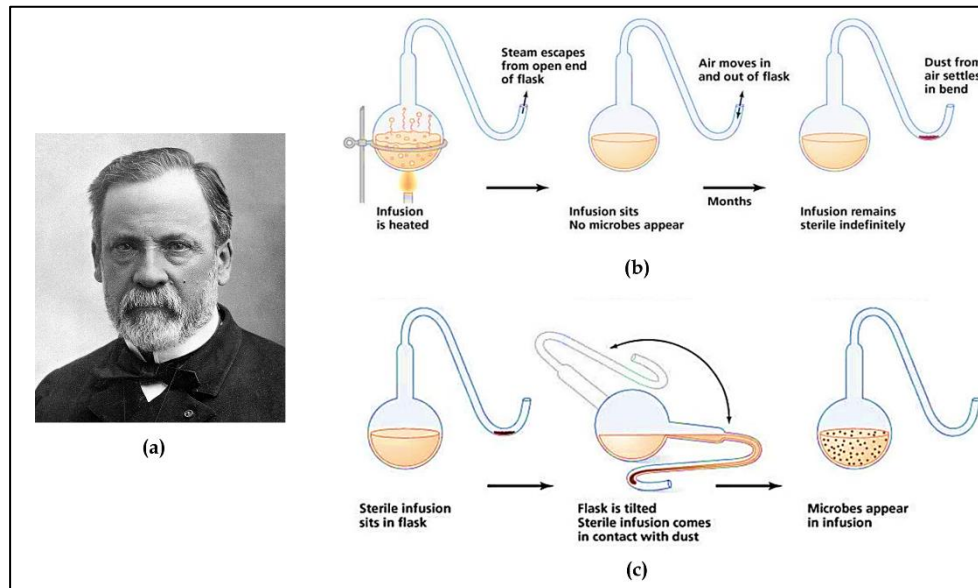 Steam escapes
from open end
of flask
Air moves in
and out of flask
Dust from
air settles
in bend
Infusion
is heated
Infusion sits
No microbes appear
Months
Infusion remains
sterile indefinitely
(b)
(a)
Sterile infusion
sits in flask
Flask is tilted
Sterile infusion comes
in contact with dust
Microbes appear
in infusion
(c)